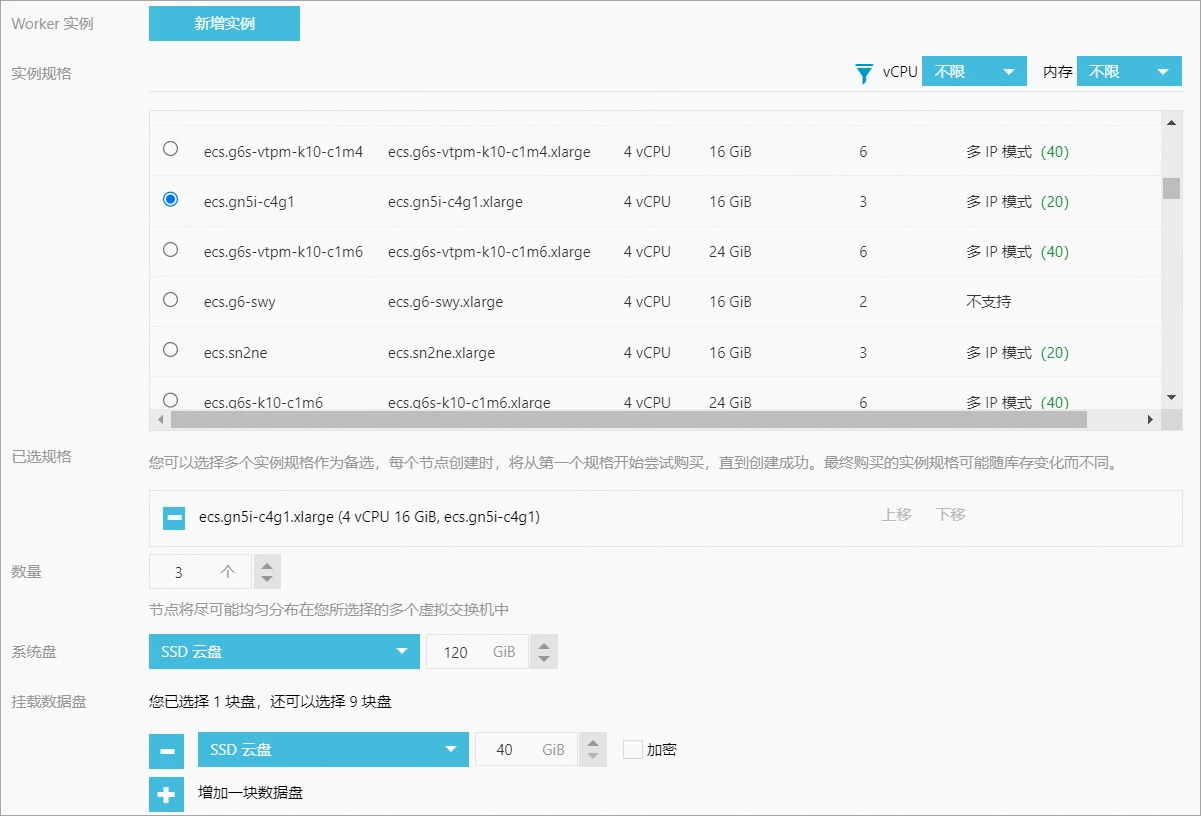 Worker 实例 新增实例
实例规格 vCPU 不限 内存 不限
ecs.g6s-vtpm-k10-c1m4 ecs.g6s-vtpm-k10-c1m4.xlarge 4 vCPU 16 GiB 6 多 IP 模式 (40)
ecs.gn5i-c4g1 ecs.gn5i-c4g1.xlarge 4 vCPU 16 GiB 3 多 IP 模式 (20)
ecs.g6s-vtpm-k10-c1m6 ecs.g6s-vtpm-k10-c1m6.xlarge 4 vCPU 24 GiB 6 多 IP 模式 (40)
ecs.g6-swy ecs.g6-swy.xlarge 4 vCPU 16 GiB 2 不支持
ecs.sn2ne ecs.sn2ne.xlarge 4 vCPU 16 GiB 3 多 IP 模式 (20)
ecs.g6s-k10-c1m6 ecs.g6s-k10-c1m6.xlarge 4 vCPU 24 GiB 6 多 IP 模式 (40)
已选规格 您可以选择多个实例规格作为备选，每个节点创建时，将从第一个规格开始尝试购买，直到创建成功。最终购买的实例规格可能随库存变化而不同。
ecs.gn5i-c4g1.xlarge (4 vCPU 16 GiB, ecs.gn5i-c4g1) 上移 下移
数量 3 个
节点将尽可能均匀分布在您所选择的多个虚拟交换机中
系统盘 SSD 云盘 120 GiB
挂载数据盘 您已选择 1 块盘，还可以选择 9 块盘
SSD 云盘 40 GiB 加密
增加一块数据盘